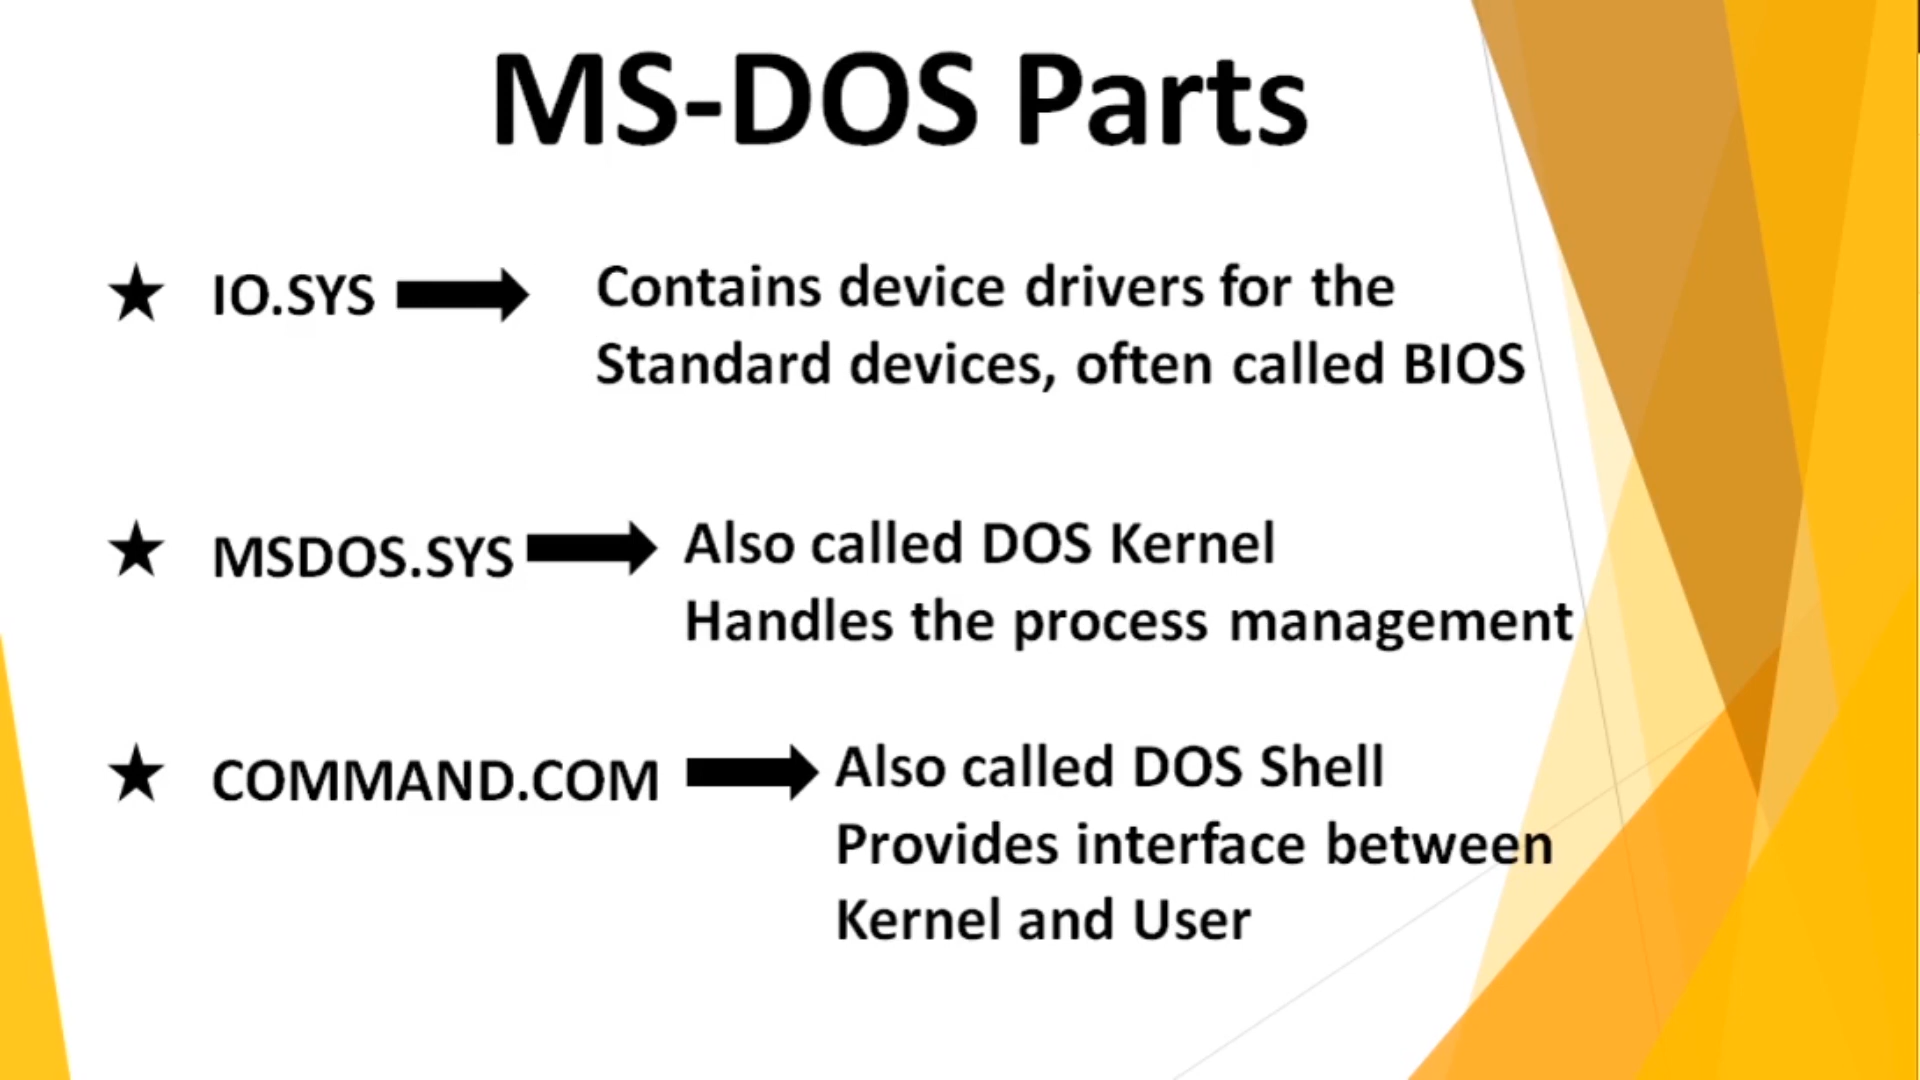 MS-DOS Parts
IO.SYS
Contains device drivers for the
Standard devices, often called BIOS
MSDOS.SYS
Also called DOS Kernel
Handles the process management
COMMAND.COM
Also called DOS Shell
Provides interface between
Kernel and User